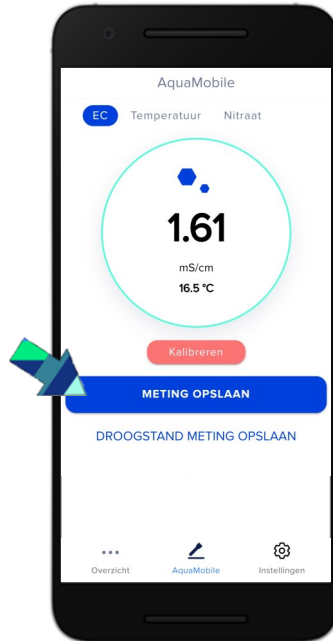 AquaMobile
EC Temperatuur Nitraat
1.61
mS/cm
16.5 °C
Kalibreren
METING OPSLAAN
DROOGSTAND METING OPSLAAN
Overzicht AquaMobile Instellingen